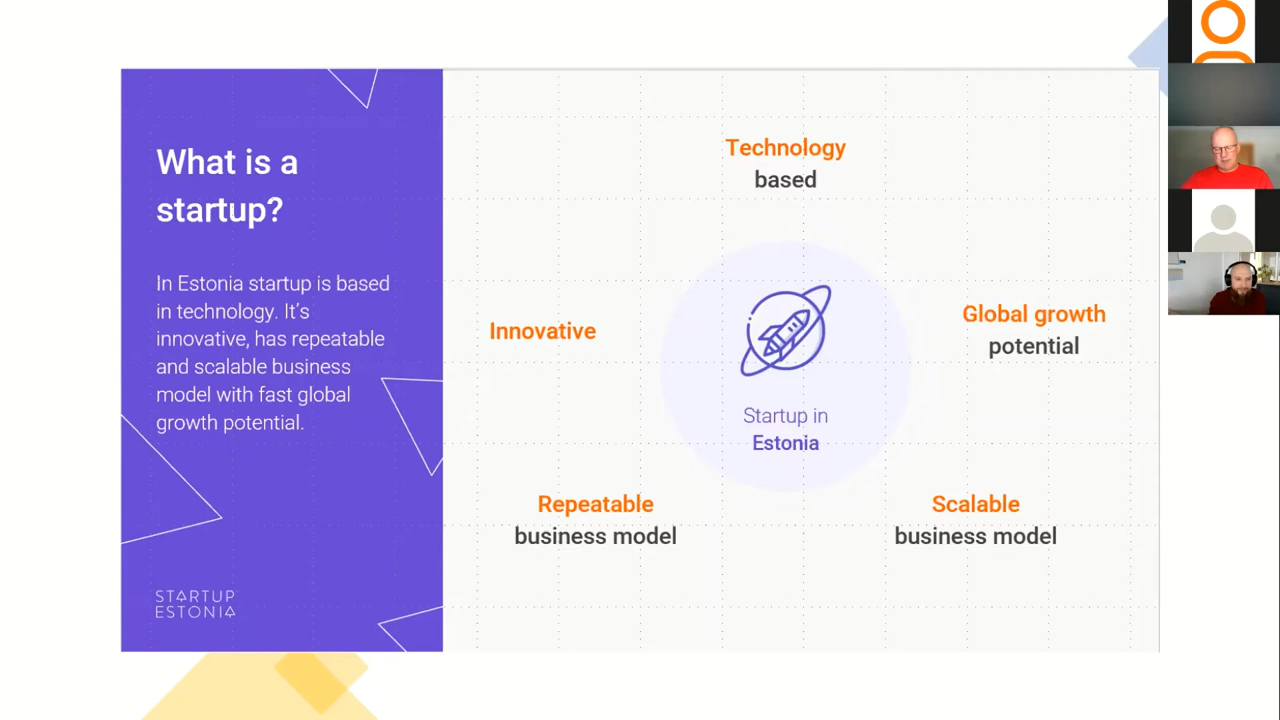 What is a
startup?
In Estonia startup is based
in technology. It's
innovative, has repeatable
and scalable business
model with fast global
growth potential.
STARTUP
ESTONIA
Technology
based
Innovative
Global growth
potential
Startup in
Estonia
Repeatable
business model
Scalable
business model